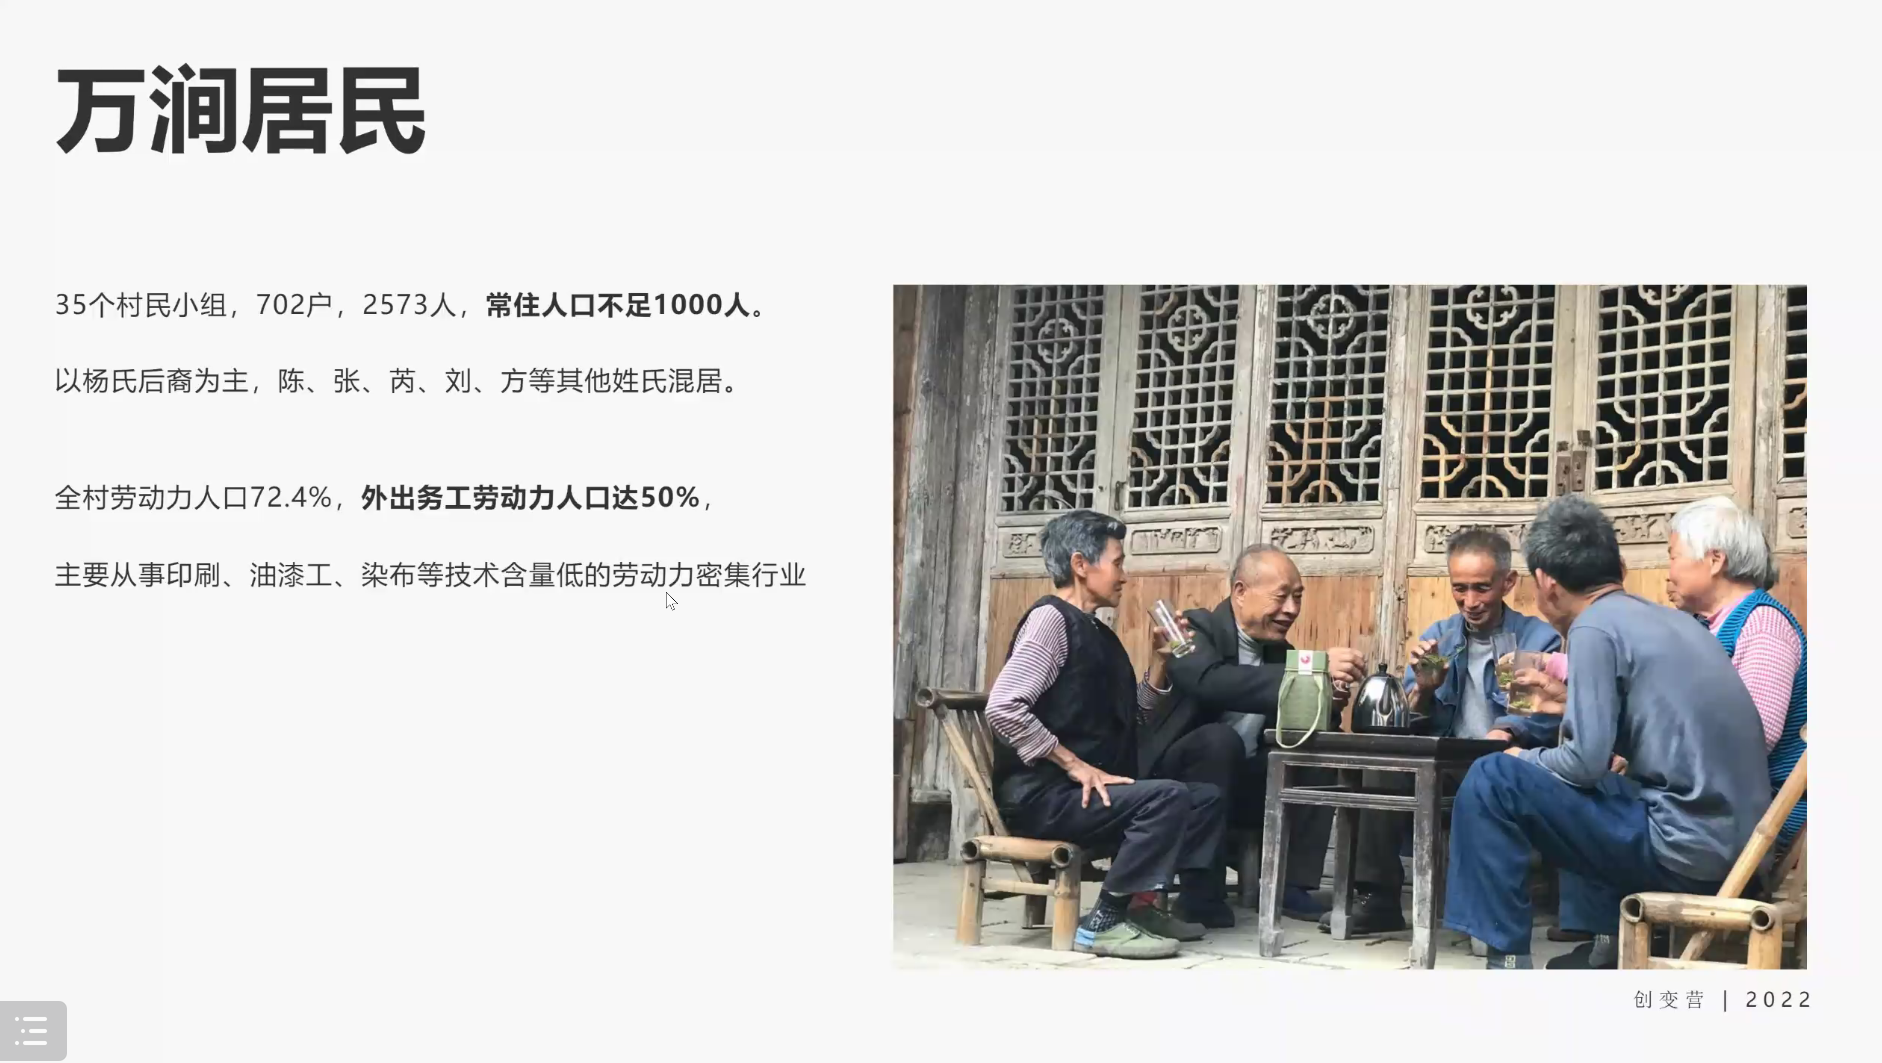 万涧居民
35个村民小组，702户，2573人，常住人口不足1000人。
以杨氏后裔为主，陈、张、芮、刘、方等其他姓氏混居。
全村劳动力人口72.4%，外出务工劳动力人口达50%，
主要从事印刷、油漆工、染布等技术含量低的劳动力密集行业
创变营 | 2022